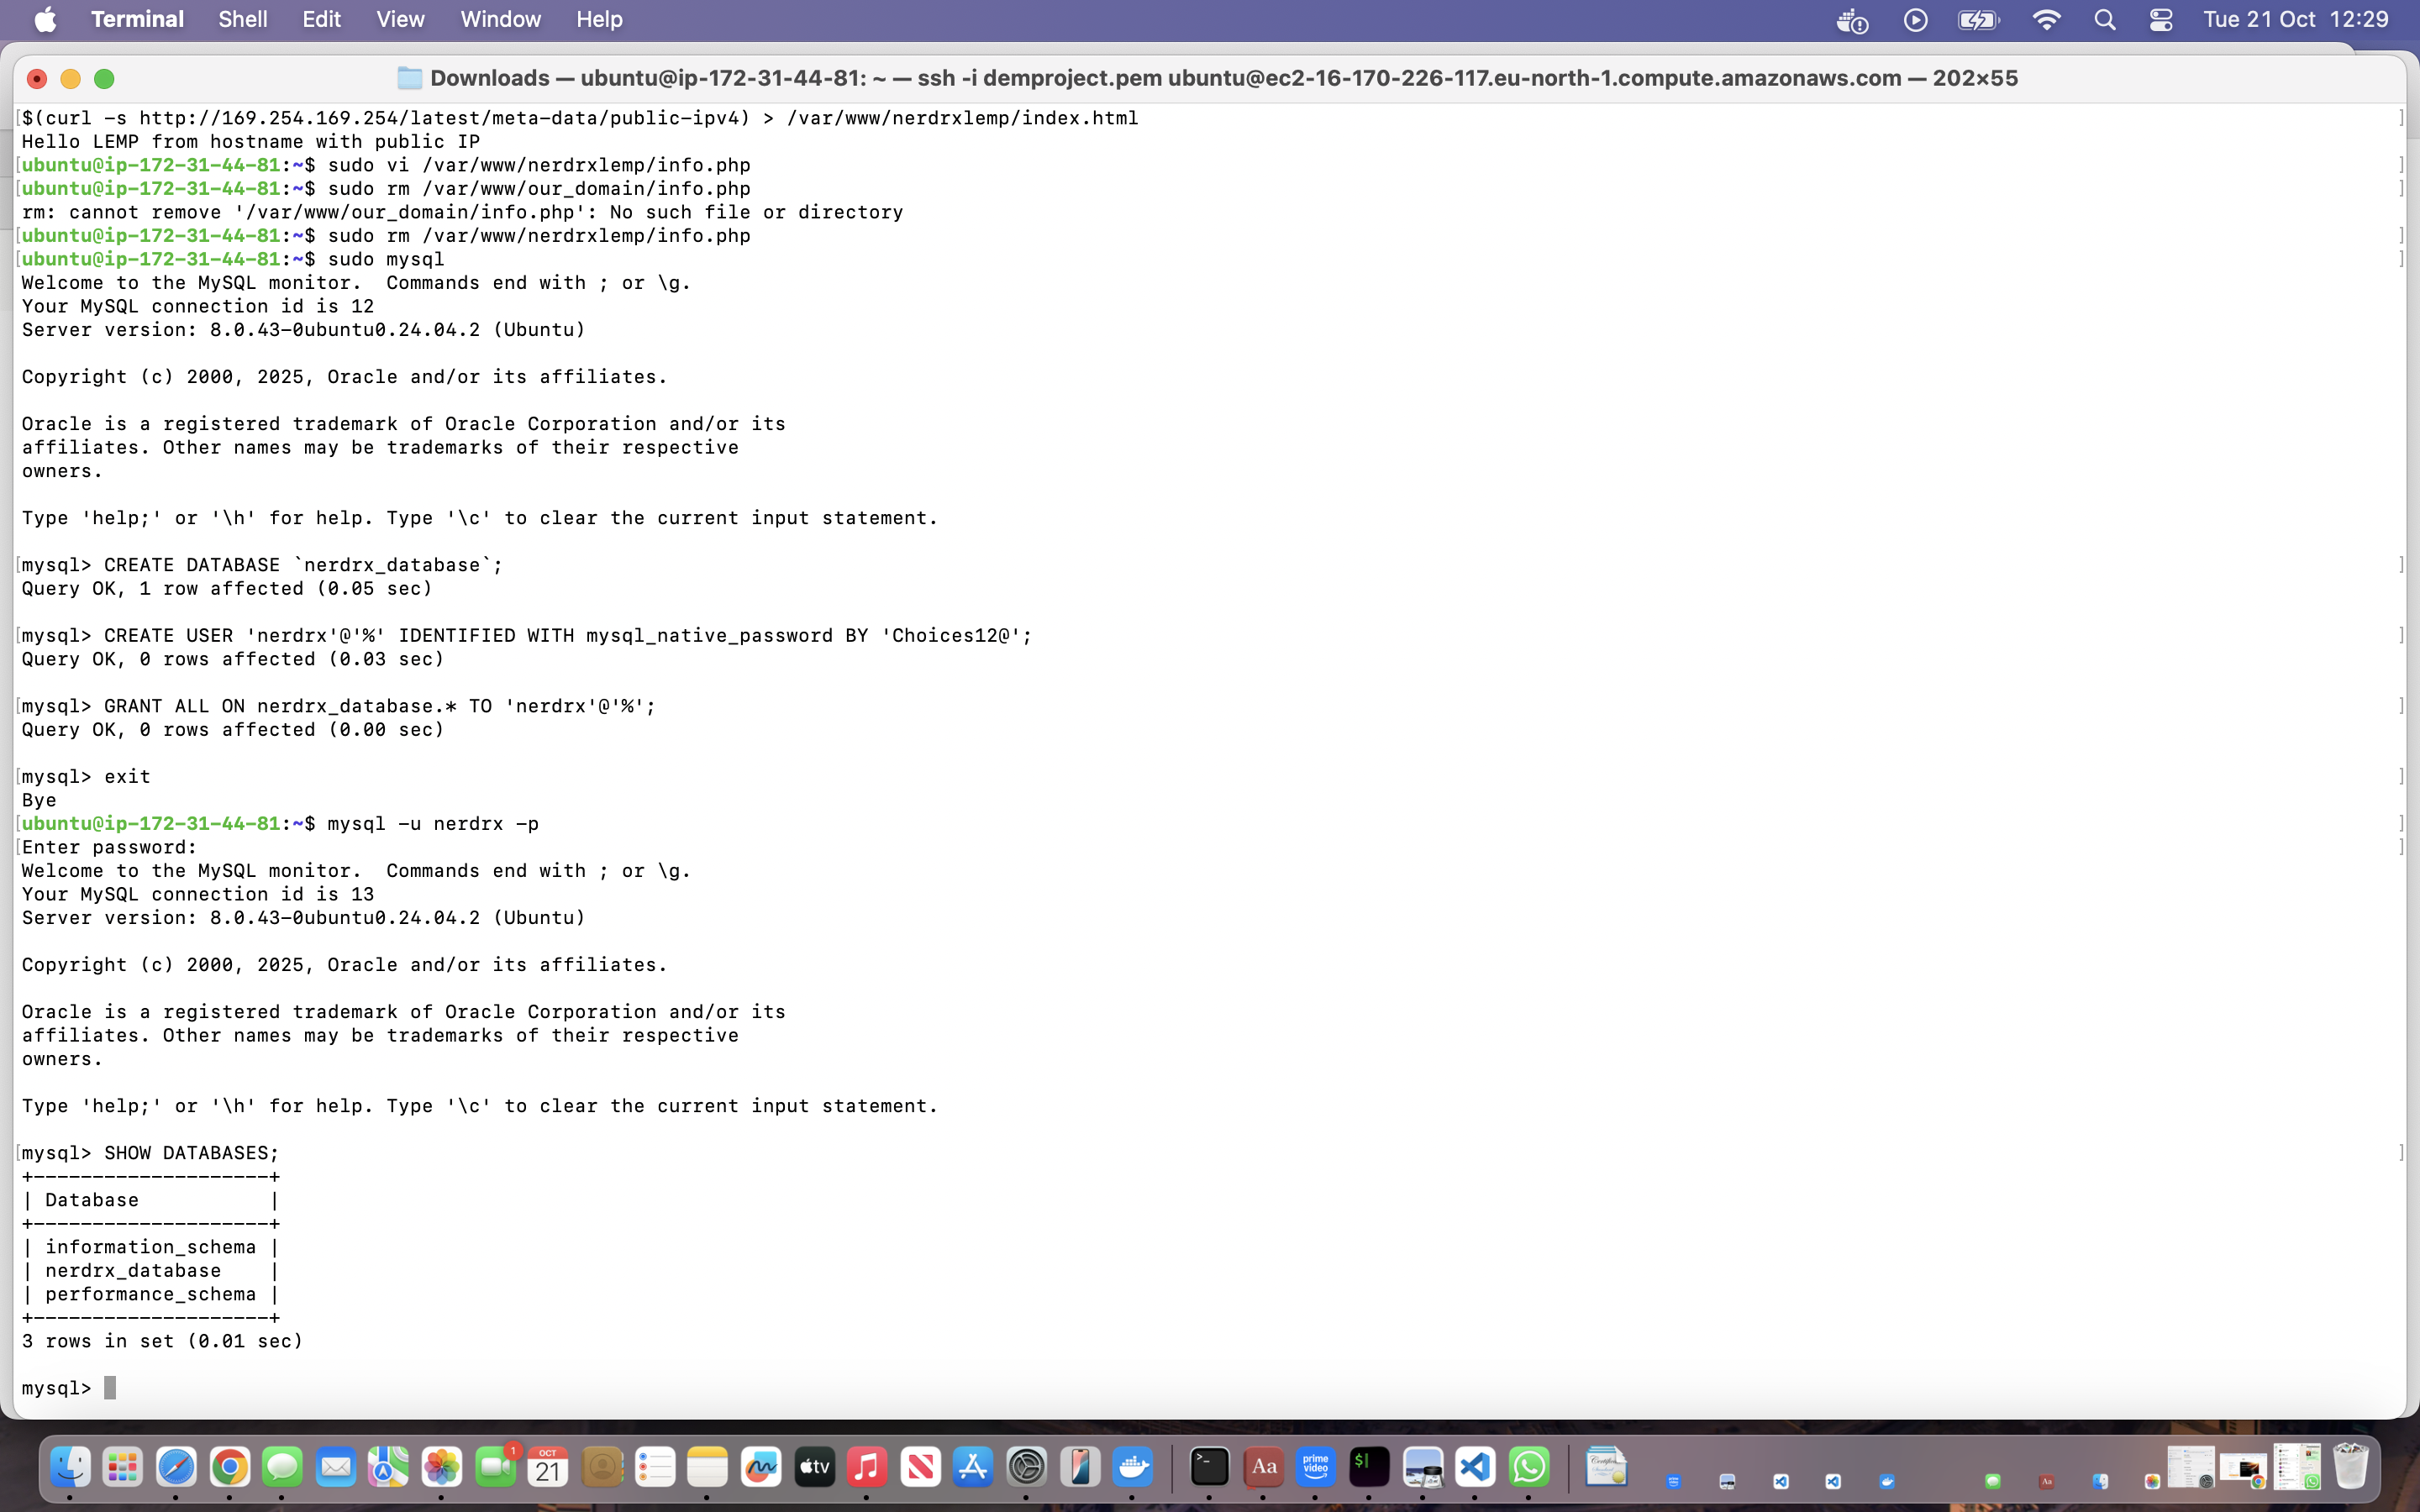 Terminal Shell Edit View Window Help Tue 21 Oct 12:29
Downloads — ubuntu@ip-172-31-44-81: ~ — ssh -i demproject.pem ubuntu@ec2-16-170-226-117.eu-north-1.compute.amazonaws.com — 202×55
$(curl -s http://169.254.169.254/latest/meta-data/public-ipv4) > /var/www/nerdrxlemp/index.html
Hello LEMP from hostname with public IP
ubuntu@ip-172-31-44-81:~$ sudo vi /var/www/nerdrxlemp/info.php
ubuntu@ip-172-31-44-81:~$ sudo rm /var/www/our_domain/info.php
rm: cannot remove '/var/www/our_domain/info.php': No such file or directory
ubuntu@ip-172-31-44-81:~$ sudo rm /var/www/nerdrxlemp/info.php
ubuntu@ip-172-31-44-81:~$ sudo mysql
Welcome to the MySQL monitor.  Commands end with ; or \g.
Your MySQL connection id is 12
Server version: 8.0.43-0ubuntu0.24.04.2 (Ubuntu)
Copyright (c) 2000, 2025, Oracle and/or its affiliates.
Oracle is a registered trademark of Oracle Corporation and/or its
affiliates. Other names may be trademarks of their respective
owners.
Type 'help;' or '\h' for help. Type '\c' to clear the current input statement.
mysql> CREATE DATABASE `nerdrx_database`;
Query OK, 1 row affected (0.05 sec)
mysql> CREATE USER 'nerdrx'@'%' IDENTIFIED WITH mysql_native_password BY 'Choices12@';
Query OK, 0 rows affected (0.03 sec)
mysql> GRANT ALL ON nerdrx_database.* TO 'nerdrx'@'%';
Query OK, 0 rows affected (0.00 sec)
mysql> exit
Bye
ubuntu@ip-172-31-44-81:~$ mysql -u nerdrx -p
Enter password:
Welcome to the MySQL monitor.  Commands end with ; or \g.
Your MySQL connection id is 13
Server version: 8.0.43-0ubuntu0.24.04.2 (Ubuntu)
Copyright (c) 2000, 2025, Oracle and/or its affiliates.
Oracle is a registered trademark of Oracle Corporation and/or its
affiliates. Other names may be trademarks of their respective
owners.
Type 'help;' or '\h' for help. Type '\c' to clear the current input statement.
mysql> SHOW DATABASES;
+--------------------+
| Database           |
+--------------------+
| information_schema |
| nerdrx_database    |
| performance_schema |
+--------------------+
3 rows in set (0.01 sec)
mysql>
1
OCT
21
tv
>_
Aa
prime video
$|